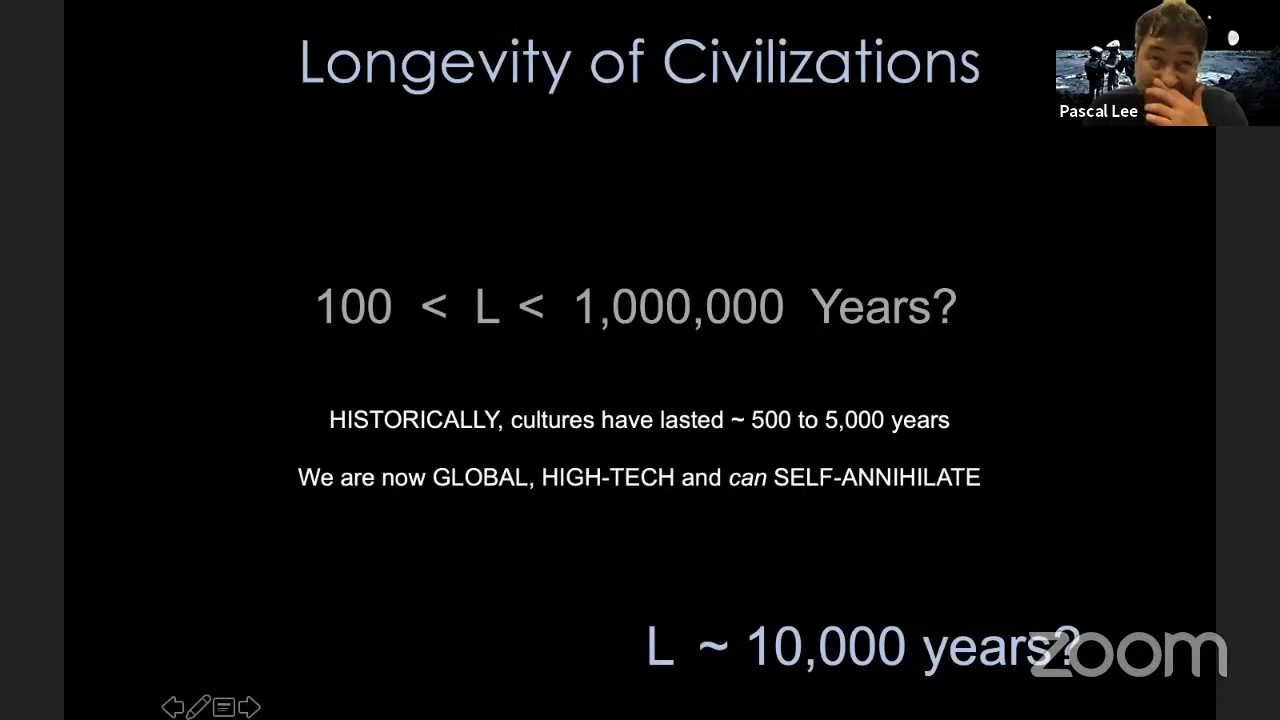 Longevity of Civilizations
Pascal Lee
100 < L < 1,000,000 Years?
HISTORICALLY, cultures have lasted ~ 500 to 5,000 years
We are now GLOBAL, HIGH-TECH and can SELF-ANNIHILATE
L ~ 10,000 years?
zoom